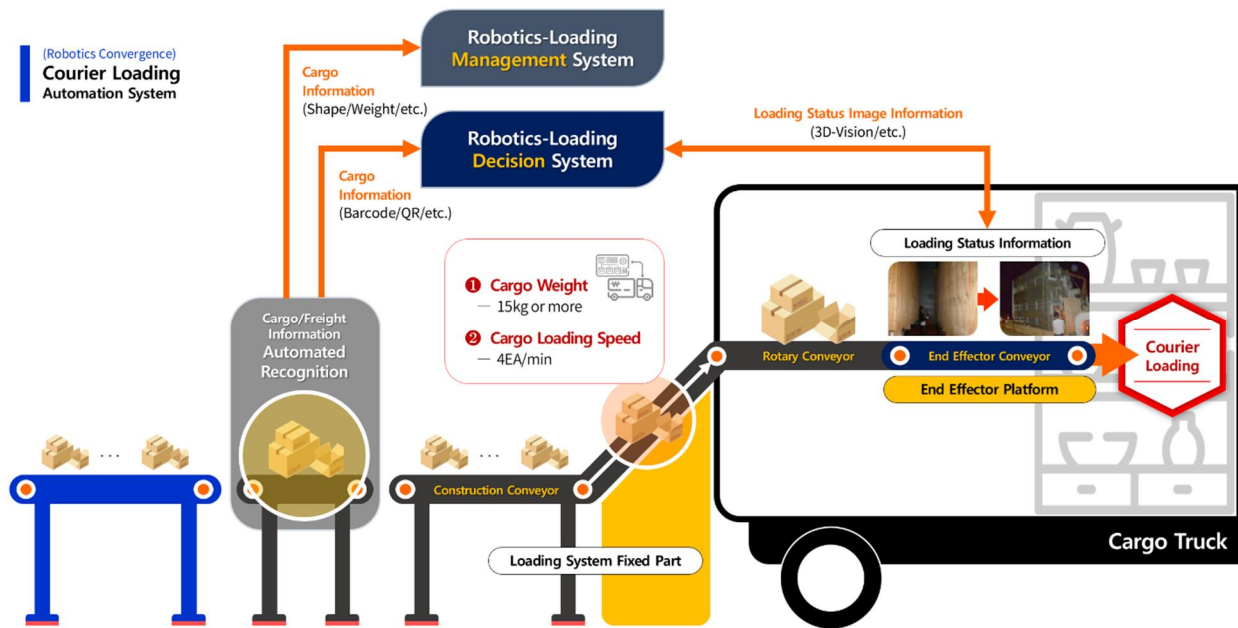 (Robotics Convergence)
Courier Loading
Automation System
Robotics-Loading
Management System
Cargo
Information
(Shape/Weight/etc.)
Robotics-Loading
Decision System
Cargo
Information
(Barcode/QR/etc.)
Loading Status Image Information
(3D-Vision/etc.)
Loading Status Information
1 Cargo Weight
— 15kg or more
2 Cargo Loading Speed
— 4EA/min
Cargo/Freight
Information
Automated
Recognition
Rotary Conveyor
End Effector Conveyor
End Effector Platform
Courier
Loading
...
...
Construction Conveyor
Loading System Fixed Part
Cargo Truck